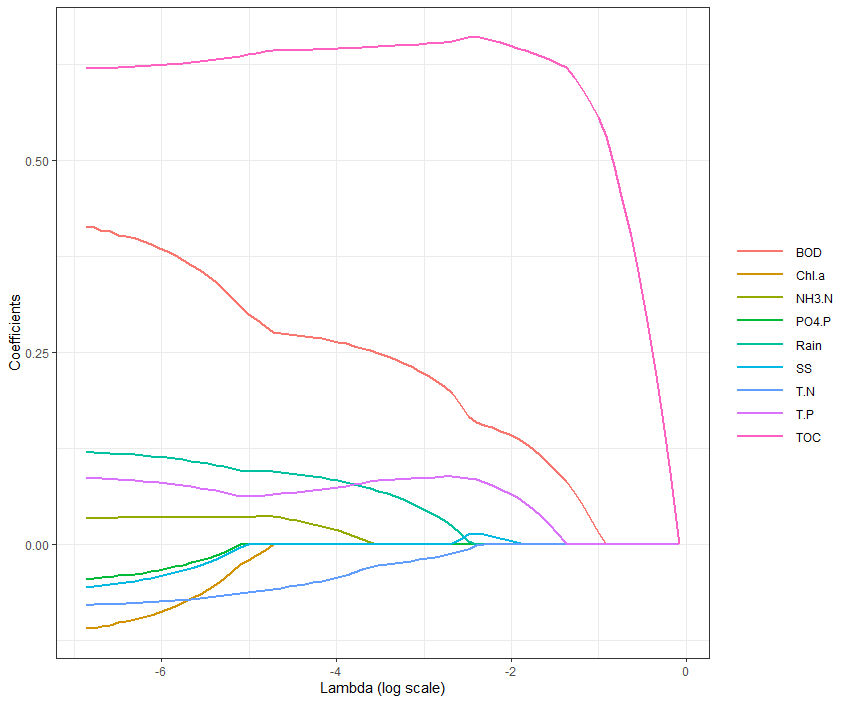 0.50
0.25
0.00
Coefficients
-6
-4
-2
0
Lambda (log scale)
BOD
Chl.a
NH3.N
PO4.P
Rain
SS
T.N
T.P
TOC